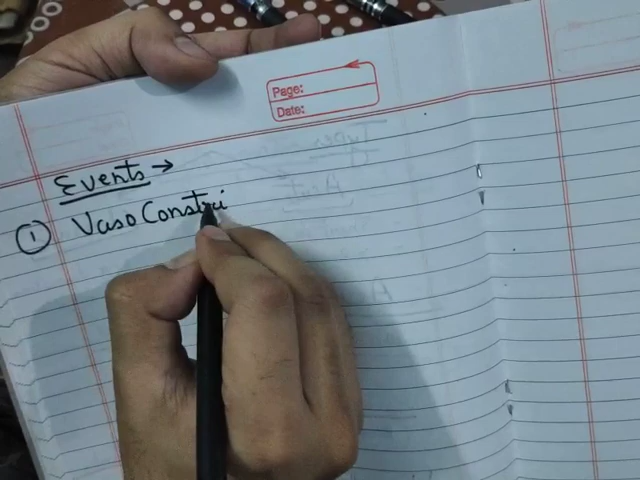 Page:
Date:
Events →
① Vaso Constri